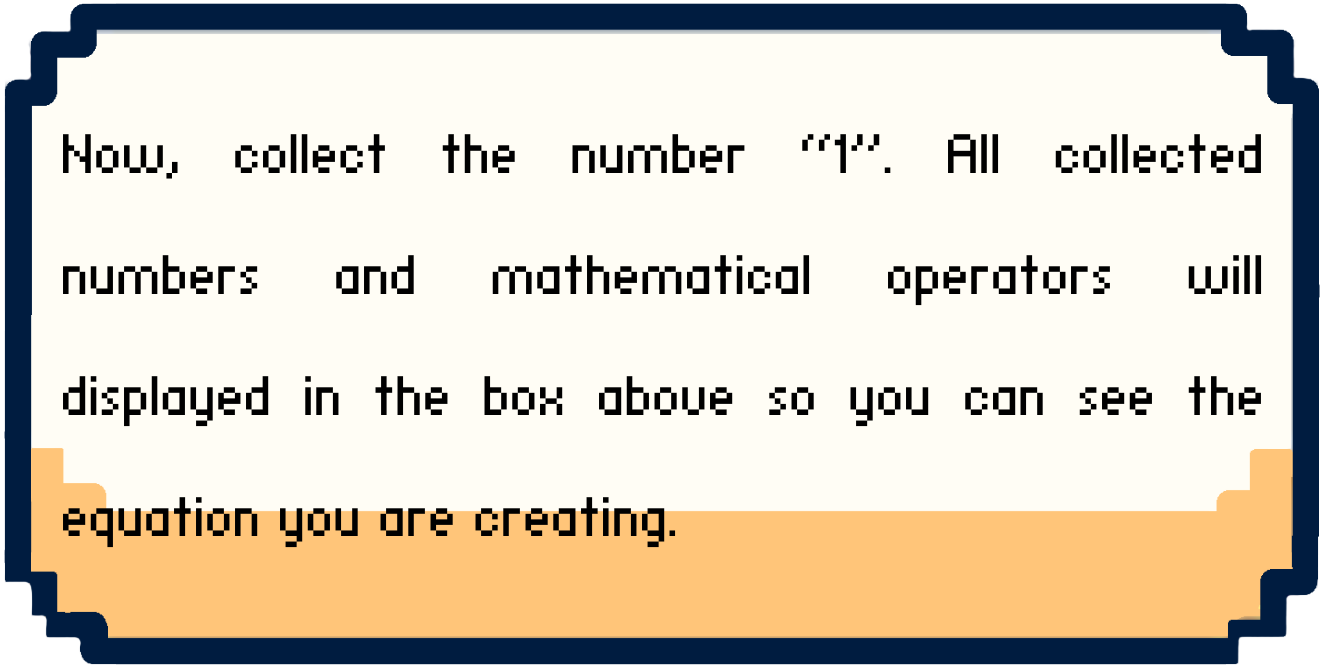 Now, collect the number “1”. All collected
numbers and mathematical operators will
displayed in the box above so you can see the
equation you are creating.